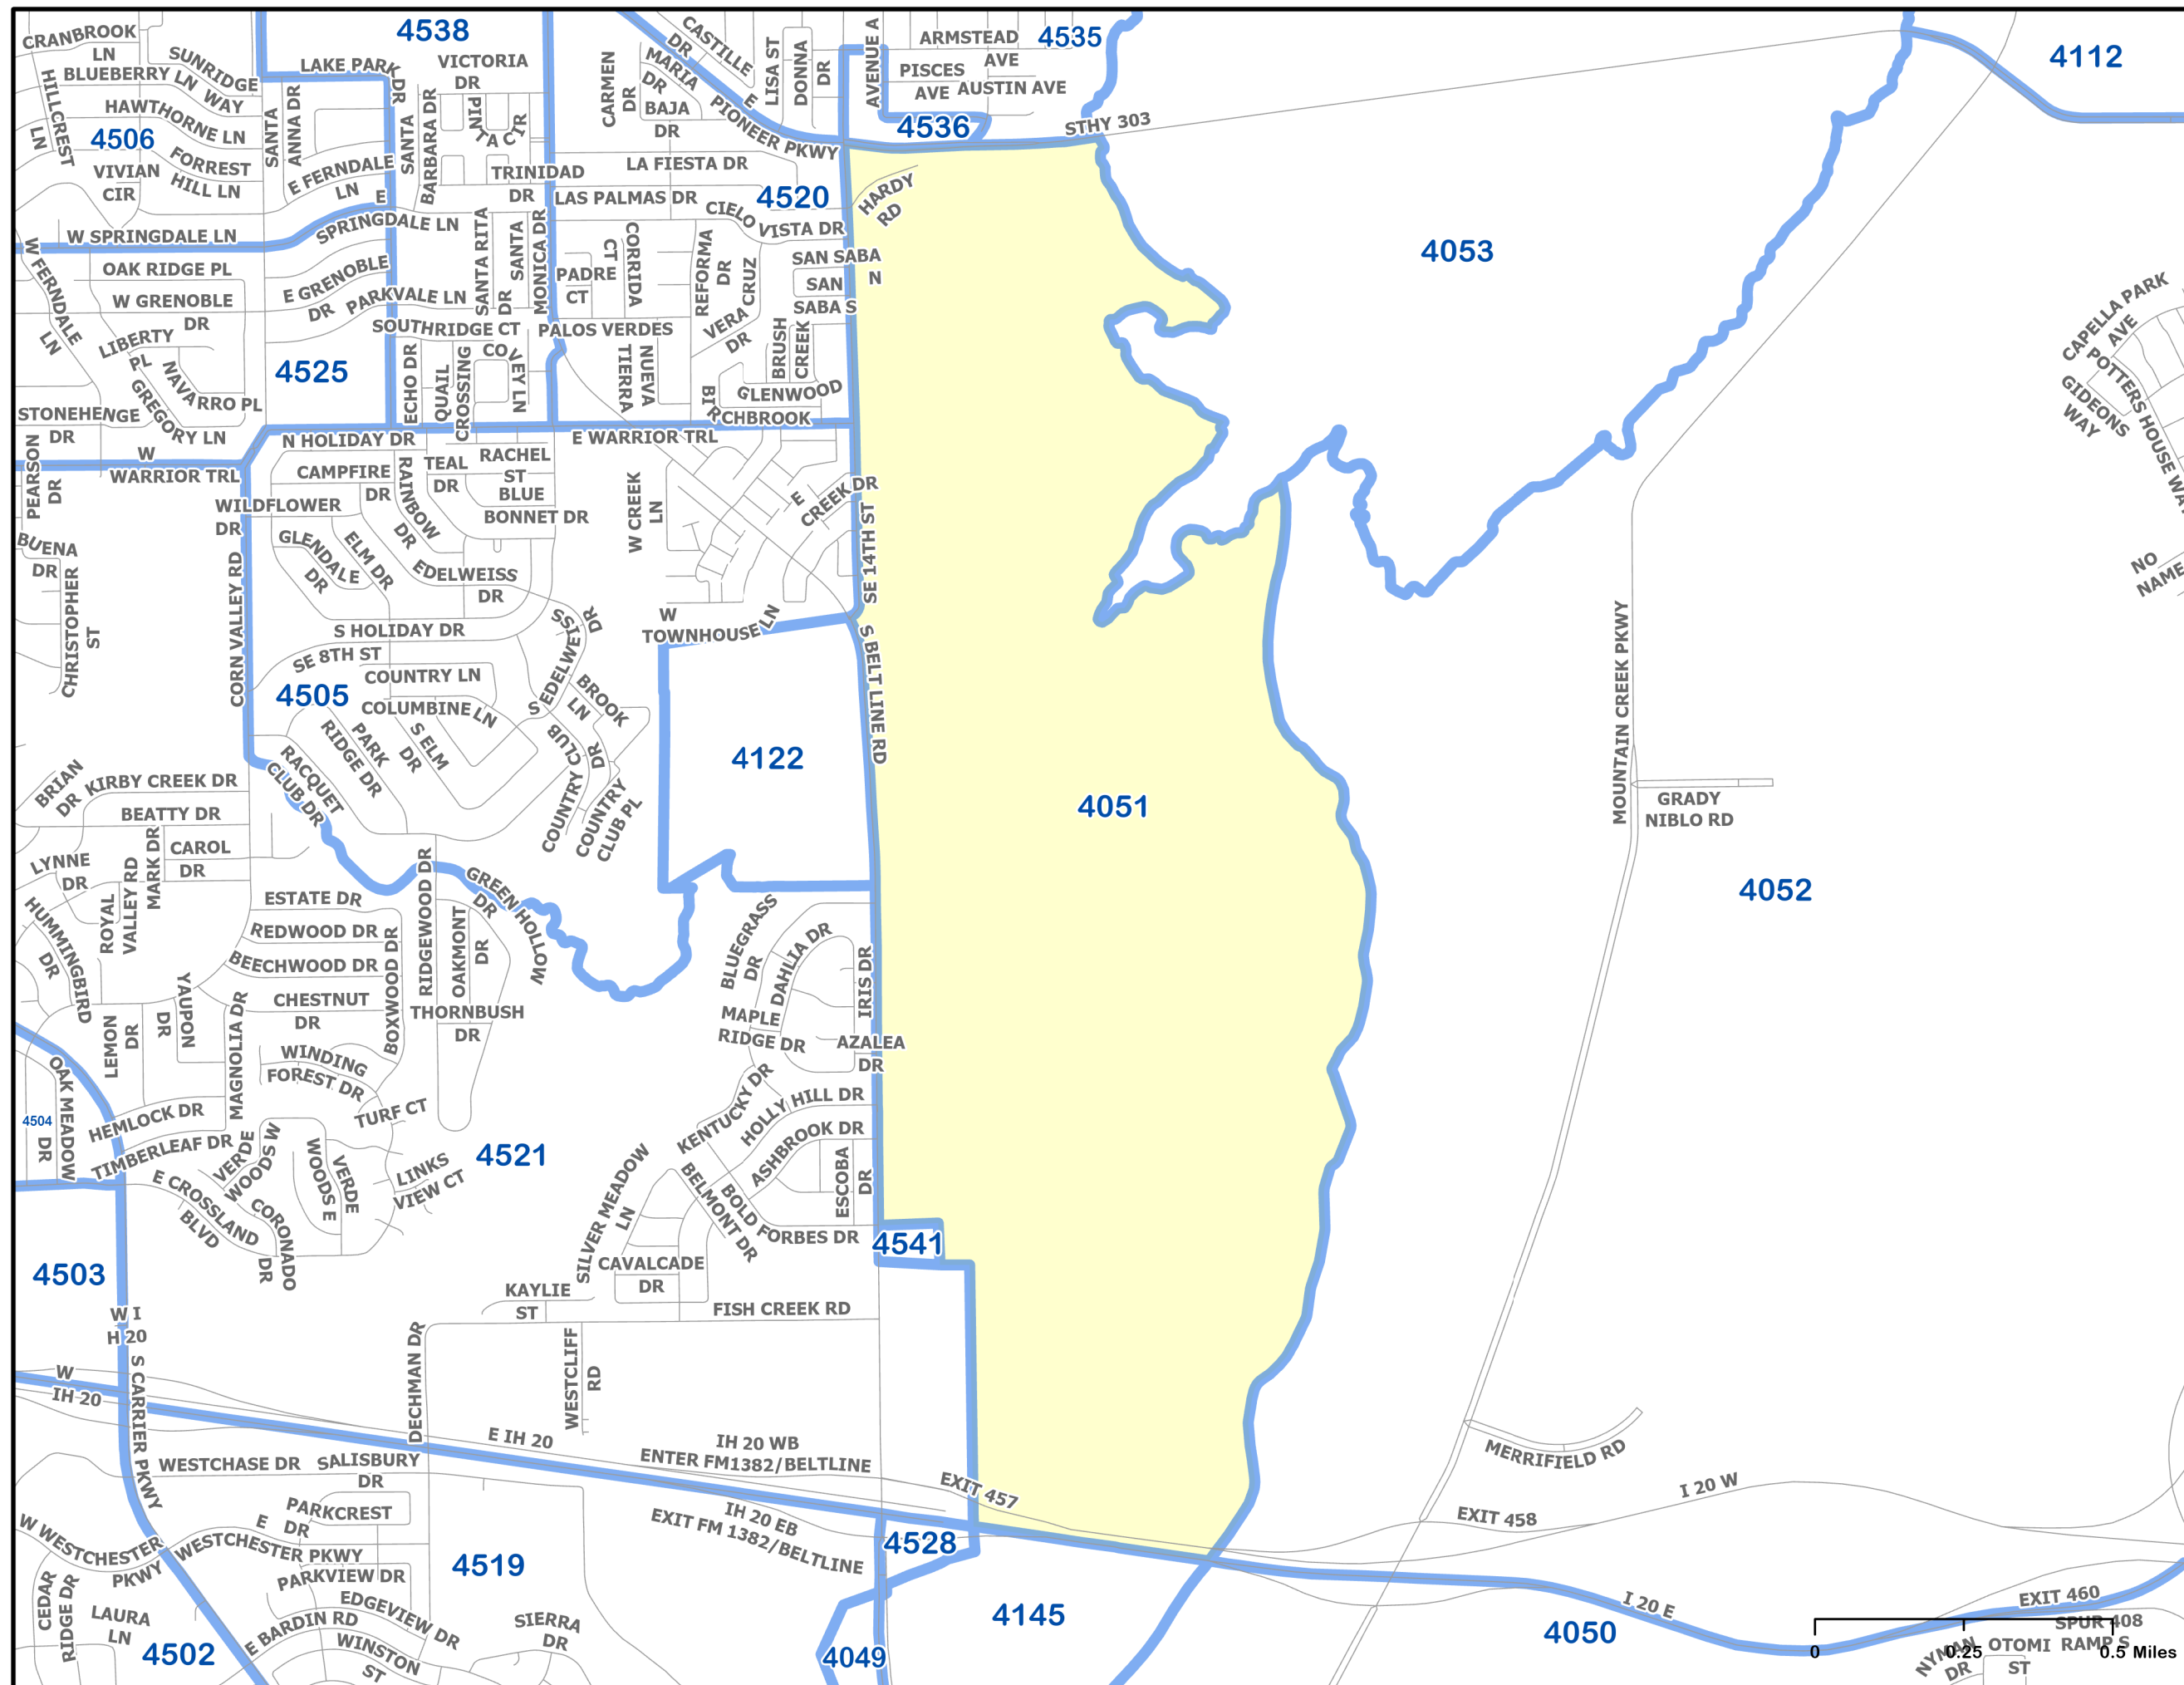 CRANBROOK
LN
BLUEBERRY LN
SUNRIDGE
WAY
HAWTHORNE LN
HILLCREST
LN
4506
VIVIAN
CIR
FORREST
HILL LN
SANTA
ANNA DR
LAKE PARK DR
4538
VICTORIA
DR
SANTA
BARBARA DR
PINTA CIR
E FERNDALE
LN
TRINIDAD
DR
E
SPRINGDALE LN
W SPRINGDALE LN
CASTILLE
DR
MARIA
DR
CARMEN
DR
BAJA
DR
E
PIONEER PKWY
LISA ST
DONNA
DR
AVENUE A
ARMSTEAD
AVE
4535
PISCES
AVE
AUSTIN AVE
4536
STHY 303
4112
LA FIESTA DR
LAS PALMAS DR
4520
CIELO
VISTA DR
HARDY
RD
4053
W FERNDALE
LN
OAK RIDGE PL
W GRENOBLE
DR
LIBERTY
PL
NAVARRO PL
GREGORY LN
STONEHENGE
DR
E GRENOBLE
DR
PARKVALE LN
SANTA RITA
DR
SANTA
MONICA DR
SOUTHRIDGE CT
4525
ECHO DR
QUAIL
CROSSING
COVEY LN
PADRE
CT
CORRIDA
CT
REFORMA
DR
VERA CRUZ
DR
SAN SABA
N
SAN
SABA S
PALOS VERDES
TIERRA
NUEVA
BRUSH
CREEK
GLENWOOD
BIRCHBROOK
CAPELLA PARK
AVE
POTTERS HOUSE WAY
GIDEONS
WAY
NO
NAME
N HOLIDAY DR
E WARRIOR TRL
W
WARRIOR TRL
PEARSON
DR
CAMPFIRE
DR
WILDFLOWER
DR
RAINBOW
DR
TEAL
DR
RACHEL
ST
BLUE
BONNET DR
GLENDALE
DR
ELM DR
EDELWEISS
DR
W CREEK
LN
E
CREEK DR
SE 14TH ST
BUENA
DR
CHRISTOPHER
ST
CORN VALLEY RD
S HOLIDAY DR
SE 8TH ST
COUNTRY LN
4505
COLUMBINE LN
S EDELWEISS
DR
W
TOWNHOUSE LN
S BELT LINE RD
BROOK
LN
COUNTRY CLUB
DR
COUNTRY
CLUB PL
S ELM
DR
PARK
RIDGE DR
RACQUET
CLUB DR
4122
4051
MOUNTAIN CREEK PKWY
GRADY
NIBLO RD
4052
BRIAN
DR
KIRBY CREEK DR
BEATTY DR
LYNNE
DR
MARK DR
CAROL
DR
ROYAL
VALLEY RD
HUMMINGBIRD
DR
ESTATE DR
REDWOOD DR
BEECHWOOD DR
CHESTNUT
DR
BOXWOOD DR
RIDGEWOOD DR
OAKMONT
DR
GREEN HOLLOW
DR
THORNBUSH
DR
YAUPON
DR
LEMON
DR
MAGNOLIA DR
WINDING
FOREST DR
TURF CT
BLUEGRASS
DR
DAHLIA DR
IRIS DR
MAPLE
RIDGE DR
AZALEA
DR
4504
OAK MEADOW
DR
HEMLOCK DR
TIMBERLEAF DR
VERDE
WOODS W
VERDE
WOODS E
E CROSSLAND
BLVD
CORONADO
DR
LINKS
VIEW CT
4521
KENTUCKY DR
HOLLY HILL DR
ASHBROOK DR
ESCOBA
DR
BELMONT DR
BOLD
FORBES DR
SILVER MEADOW
LN
CAVALCADE
DR
4541
KAYLIE
ST
FISH CREEK RD
4503
W I
H 20
S CARRIER PKWY
DECHMAN DR
WESTCLIFF
RD
W
IH 20
E IH 20
IH 20 WB
ENTER FM1382/BELTLINE
IH 20 EB
EXIT FM 1382/BELTLINE
EXIT 457
4528
MERRIFIELD RD
EXIT 458
I 20 W
WESTCHASE DR
SALISBURY
DR
PARKCREST
DR
E
WESTCHESTER PKWY
W WESTCHESTER
PKWY
PARKVIEW DR
EDGEVIEW DR
E BARDIN RD
WINSTON
ST
SIERRA
DR
CEDAR
RIDGE DR
LAURA
LN
4502
4519
4145
4049
4050
I 20 E
EXIT 460
SPUR 408
RAMP S
NYMAN
DR
OTOMI
ST
0
0.25
0.5 Miles